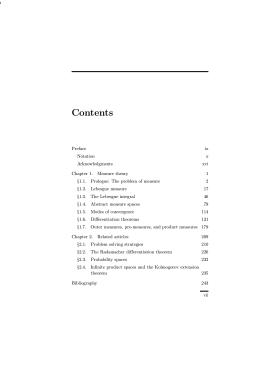 Contents
Preface ix
Notation x
Acknowledgments xvi
Chapter 1. Measure theory 1
§1.1. Prologue: The problem of measure 2
§1.2. Lebesgue measure 17
§1.3. The Lebesgue integral 46
§1.4. Abstract measure spaces 79
§1.5. Modes of convergence 114
§1.6. Differentiation theorems 131
§1.7. Outer measures, pre-measures, and product measures 179
Chapter 2. Related articles 209
§2.1. Problem solving strategies 210
§2.2. The Rademacher differentiation theorem 226
§2.3. Probability spaces 232
§2.4. Infinite product spaces and the Kolmogorov extension
theorem 235
Bibliography 243
vii